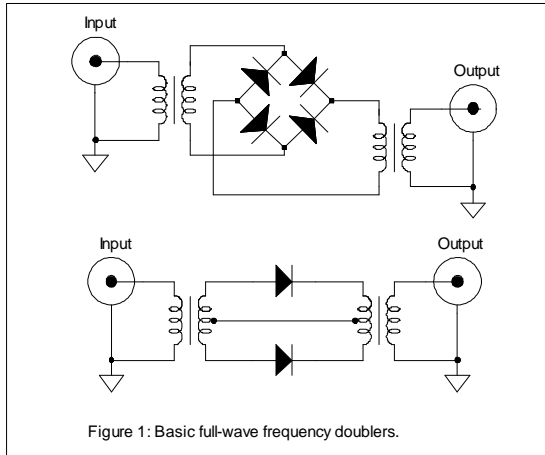 Input
Output
Input
Output
Figure 1: Basic full-wave frequency doublers.